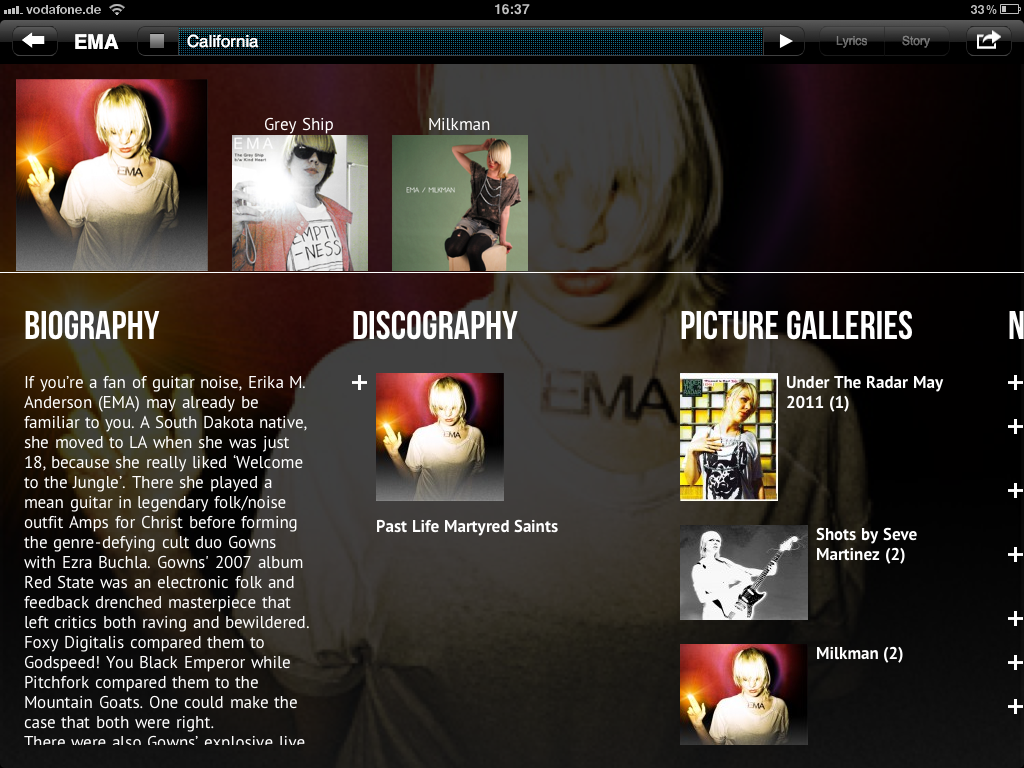 vodafone.de
16:37
33 %
EMA
California
Lyrics
Story
Grey Ship
Milkman
EMA
EMA
The Grey Ship
b/w Kind Heart
EMPTI
-NESS
EMA / MILKMAN
EMA
BIOGRAPHY
If you're a fan of guitar noise, Erika M.
Anderson (EMA) may already be
familiar to you. A South Dakota native,
she moved to LA when she was just
18, because she really liked ‘Welcome
to the Jungle’. There she played a
mean guitar in legendary folk/noise
outfit Amps for Christ before forming
the genre-defying cult duo Gowns
with Ezra Buchla. Gowns’ 2007 album
Red State was an electronic folk and
feedback drenched masterpiece that
left critics both raving and bewildered.
Foxy Digitalis compared them to
Godspeed! You Black Emperor while
Pitchfork compared them to the
Mountain Goats. One could make the
case that both were right.
There were also Gowns’ explosive live
DISCOGRAPHY
EMA
Past Life Martyred Saints
PICTURE GALLERIES
Under The Radar May
2011 (1)
Shots by Seve
Martinez (2)
EMA
Milkman (2)
N